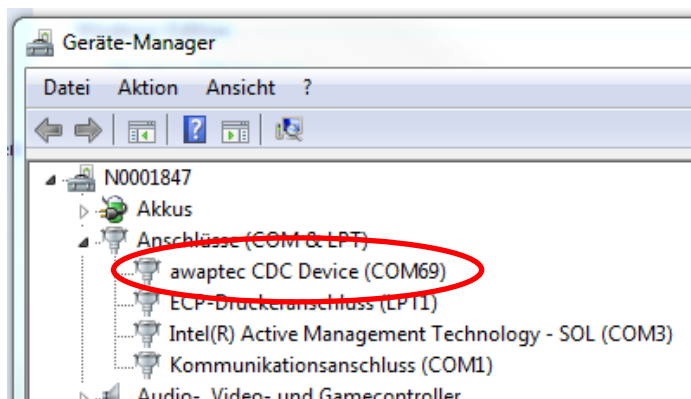 Geräte-Manager
Datei Aktion Ansicht ?
N0001847
Akkus
Anschlüsse (COM & LPT)
awaptec CDC Device (COM69)
ECP-Druckeranschluss (LPT1)
Intel(R) Active Management Technology - SOL (COM3)
Kommunikationsanschluss (COM1)
Audio-, Video- und Gamecontroller